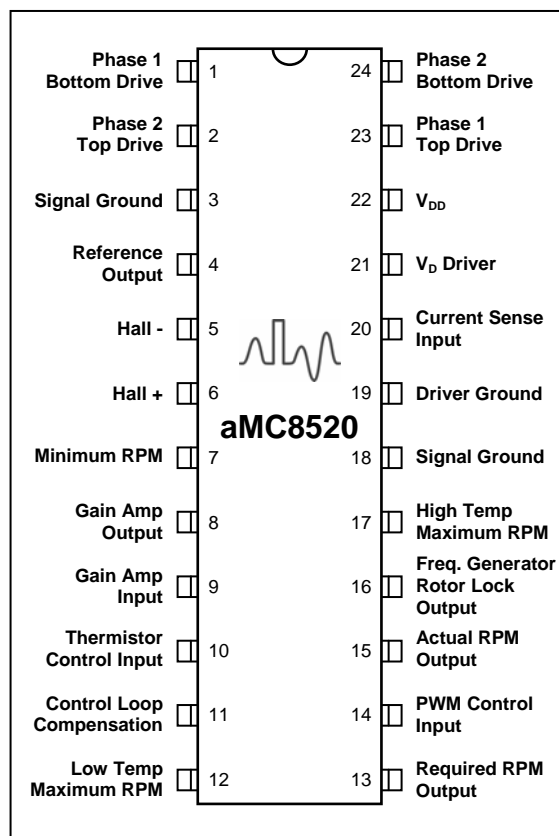 Phase 1
Bottom Drive
1
24
Phase 2
Bottom Drive
Phase 2
Top Drive
2
23
Phase 1
Top Drive
Signal Ground
3
22
VDD
Reference
Output
4
21
VD Driver
Hall -
5
20
Current Sense
Input
Hall +
6
19
Driver Ground
aMC8520
Minimum RPM
7
18
Signal Ground
Gain Amp
Output
8
17
High Temp
Maximum RPM
Gain Amp
Input
9
16
Freq. Generator
Rotor Lock
Output
Thermistor
Control Input
10
15
Actual RPM
Output
Control Loop
Compensation
11
14
PWM Control
Input
Low Temp
Maximum RPM
12
13
Required RPM
Output